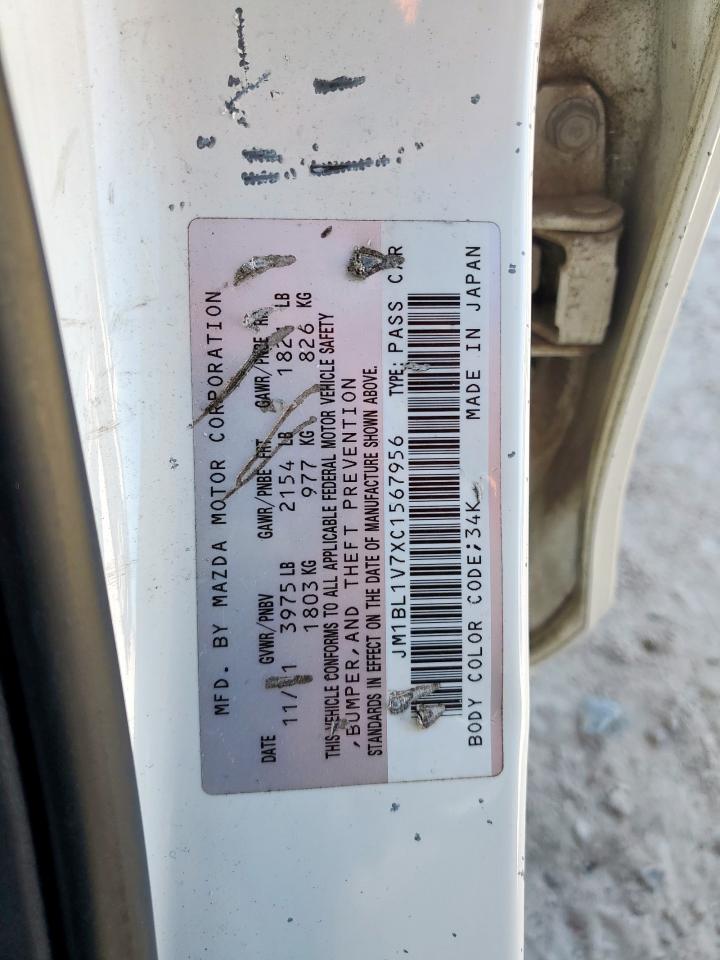 MFD. BY MAZDA MOTOR CORPORATION
DATE GVWR/PNBV GAWR/PNBE FRT GAWR/PNBE RR
3975 LB 2154 LB LB
1803 KG 977 KG 826 KG
THIS VEHICLE CONFORMS TO ALL APPLICABLE FEDERAL MOTOR VEHICLE SAFETY
,BUMPER,AND THEFT PREVENTION
STANDARDS IN EFFECT ON THE DATE OF MANUFACTURE SHOWN ABOVE.
JM1BL1V7XC1567956 TYPE: PASS CAR
BODY COLOR CODE;34K MADE IN JAPAN